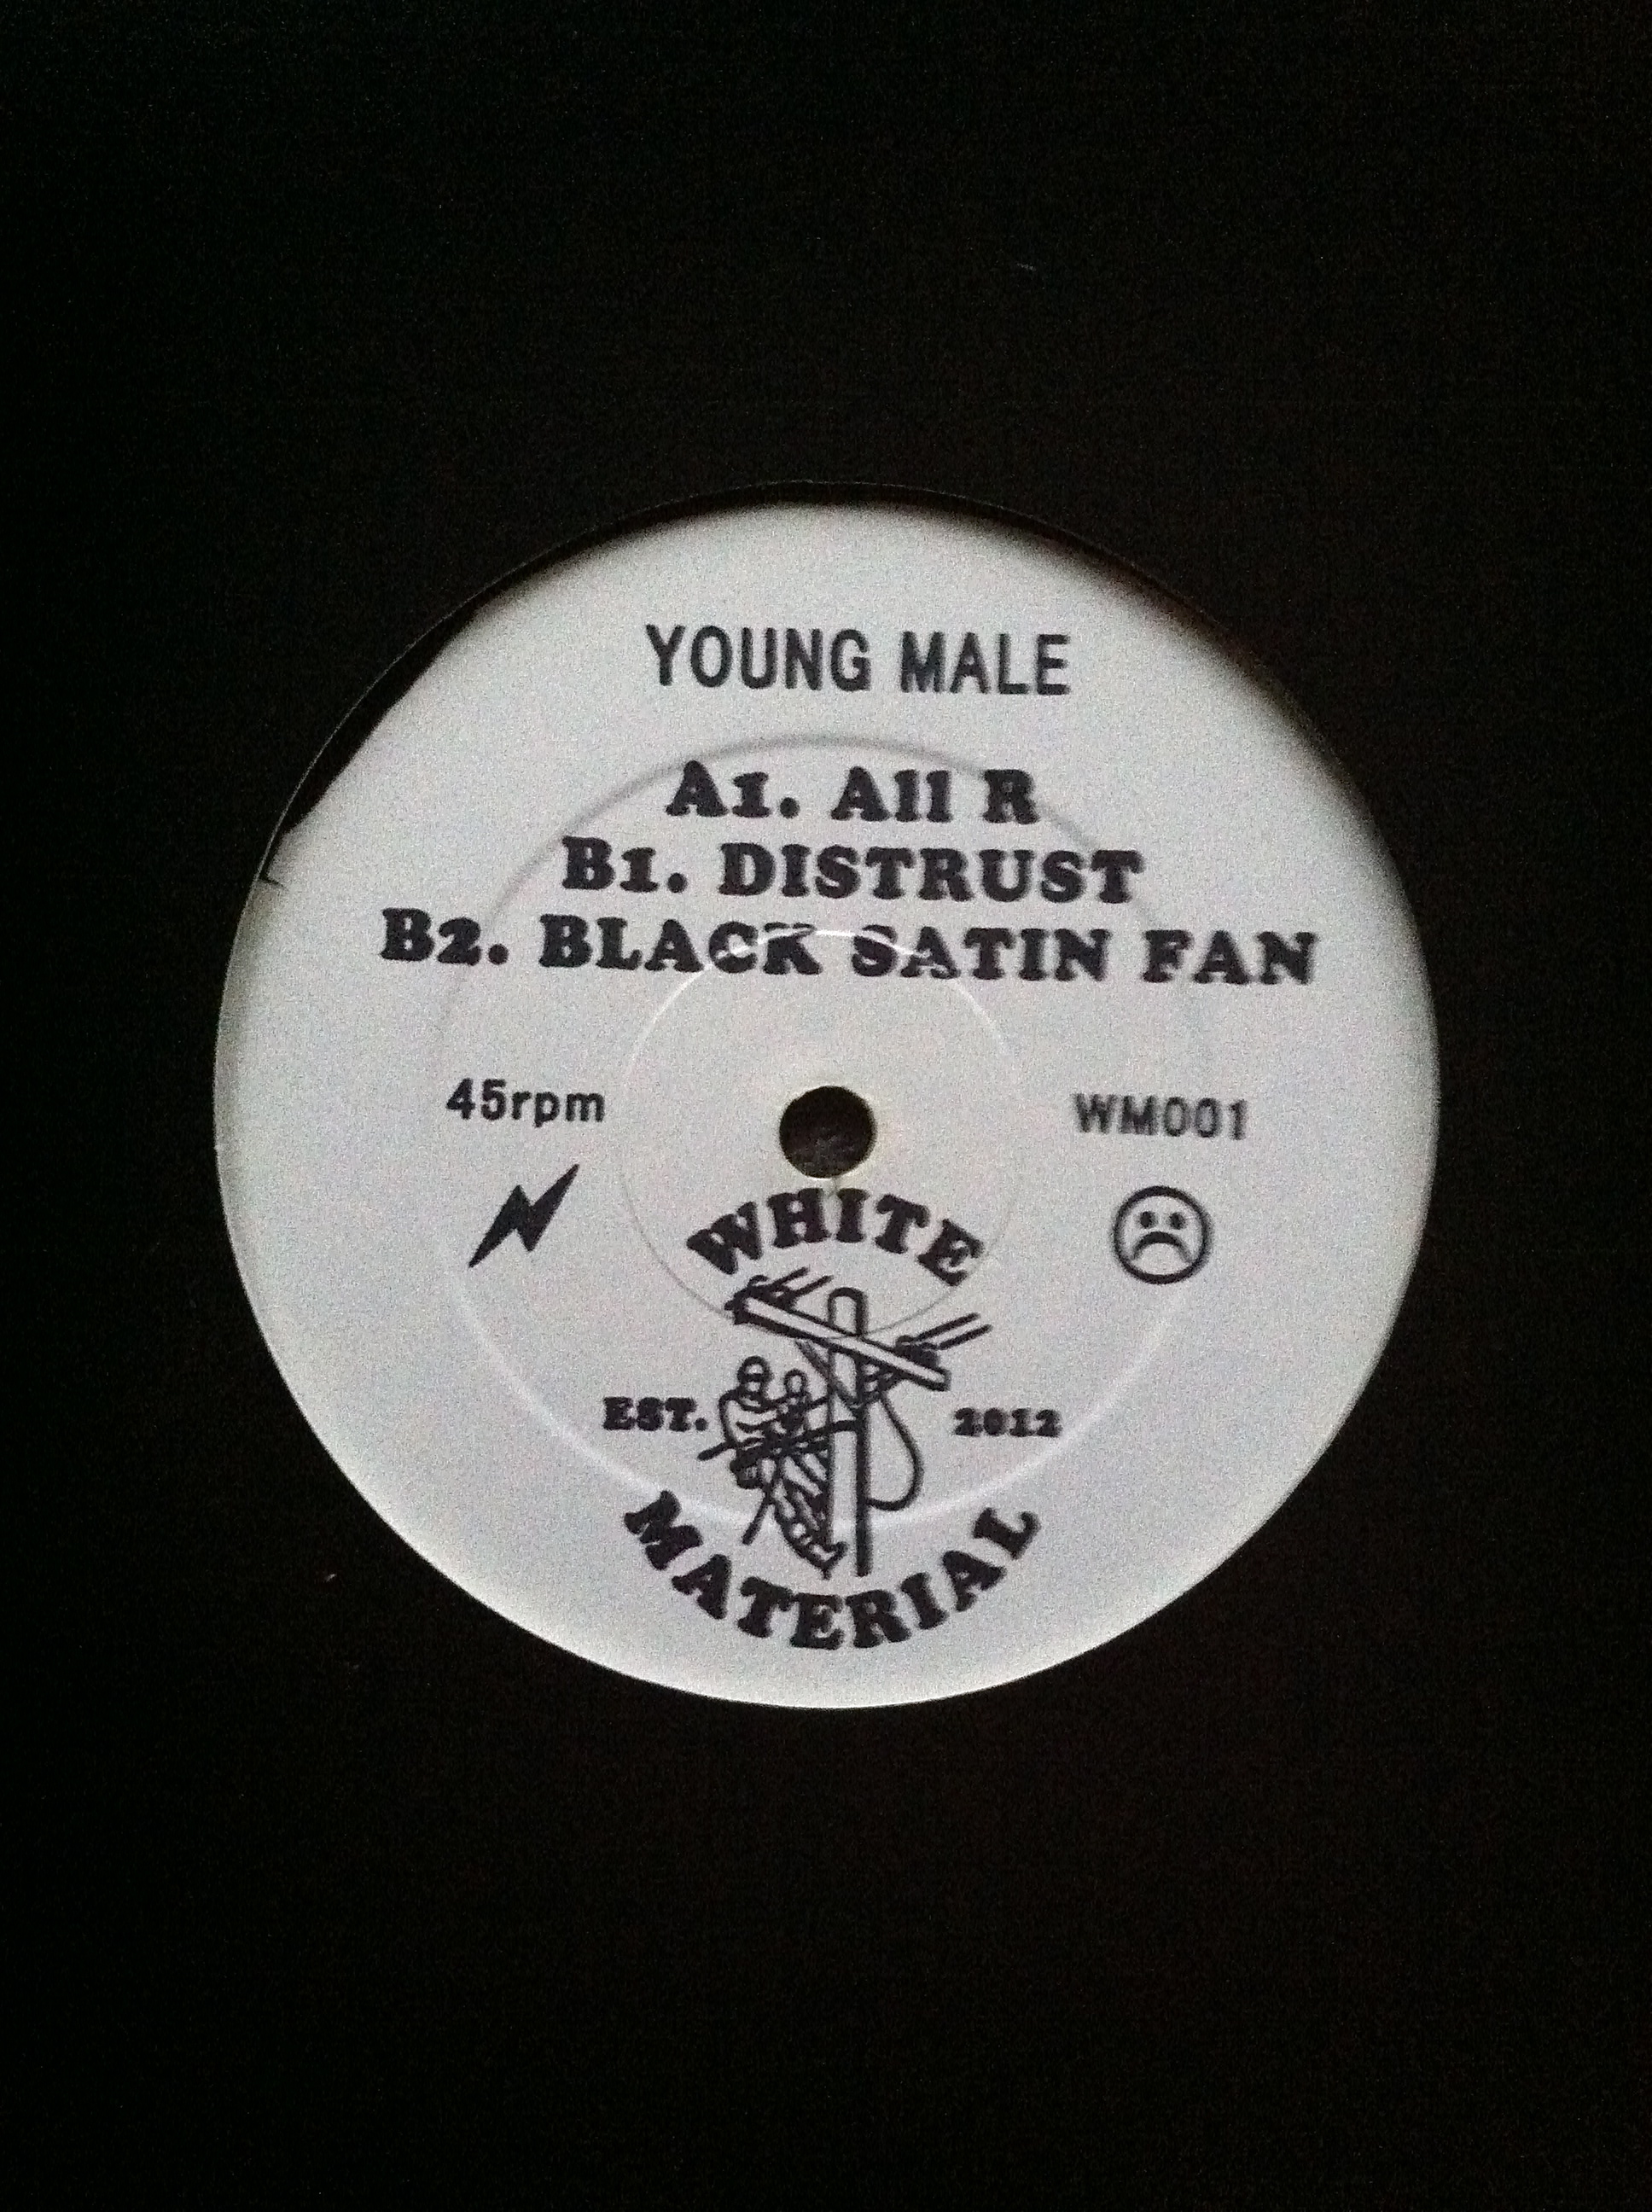 YOUNG MALE
A1. All R
B1. DISTRUST
B2. BLACK SATIN FAN
45rpm
WM001
WHITE
EST. 2012
MATERIAL